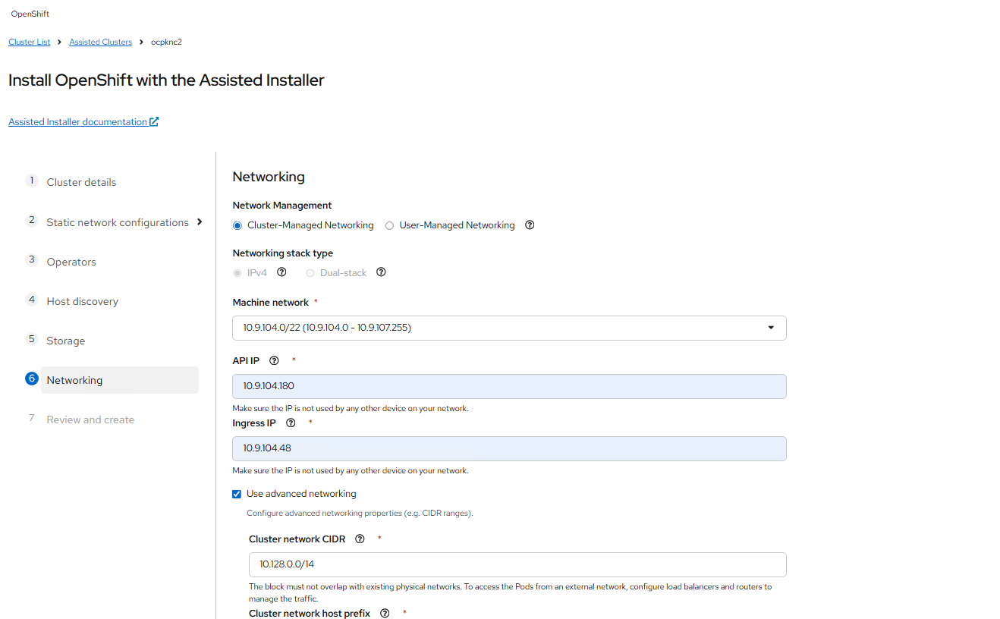 OpenShift
Cluster List > Assisted Clusters > ocpknc2
Install OpenShift with the Assisted Installer
Assisted Installer documentation
1 Cluster details
2 Static network configurations
3 Operators
4 Host discovery
5 Storage
6 Networking
7 Review and create
Networking
Network Management
Cluster-Managed Networking User-Managed Networking
Networking stack type
IPv4 Dual-stack
Machine network *
10.9.104.0/22 (10.9.104.0 - 10.9.107.255)
API IP *
10.9.104.180
Make sure the IP is not used by any other device on your network.
Ingress IP *
10.9.104.48
Make sure the IP is not used by any other device on your network.
Use advanced networking
Configure advanced networking properties (e.g. CIDR ranges).
Cluster network CIDR *
10.128.0.0/14
The block must not overlap with existing physical networks. To access the Pods from an external network, configure load balancers and routers to
manage the traffic.
Cluster network host prefix *